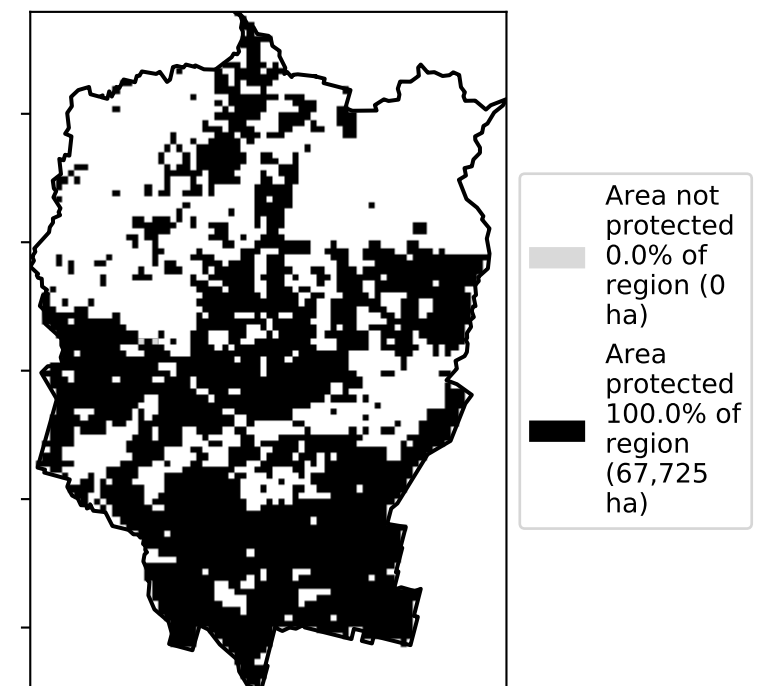 Area not
protected
0.0% of
region (0
ha)
Area
protected
100.0% of
region
(67,725
ha)